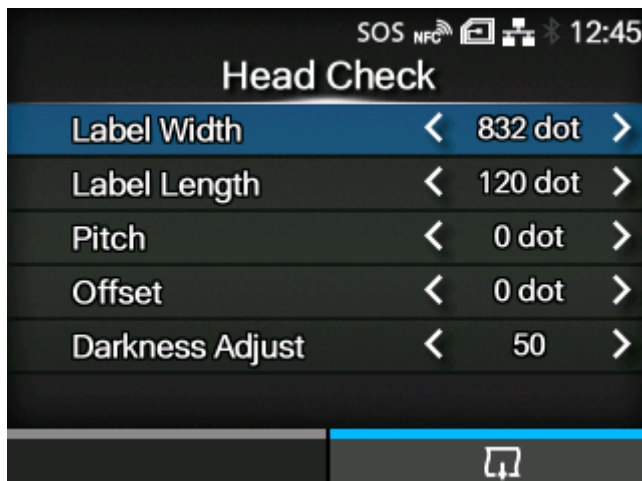 SOS NFC 12:45
Head Check
Label Width 832 dot
Label Length 120 dot
Pitch 0 dot
Offset 0 dot
Darkness Adjust 50